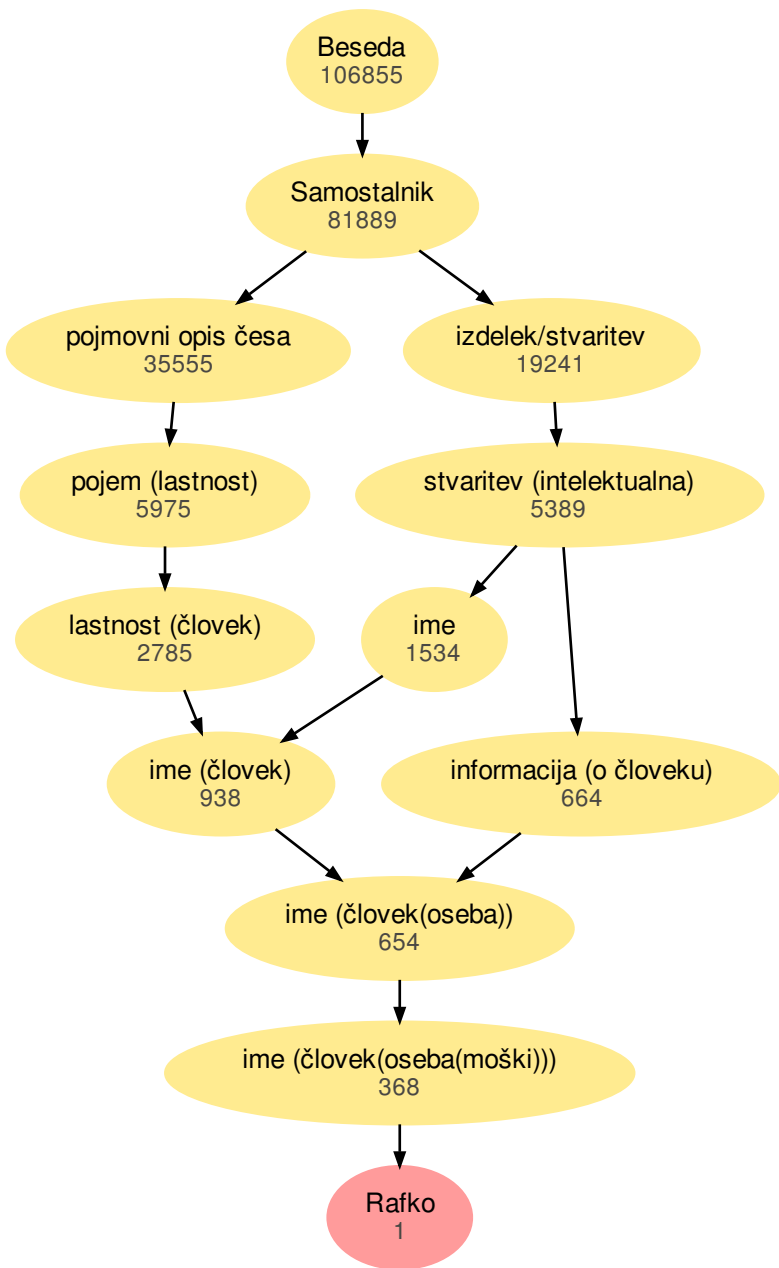 Beseda
106855
Samostalnik
81889
pojmovni opis česa
35555
izdelek/stvaritev
19241
pojem (lastnost)
5975
stvaritev (intelektualna)
5389
lastnost (človek)
2785
ime
1534
ime (človek)
938
informacija (o človeku)
664
ime (človek(oseba))
654
ime (človek(oseba(moški)))
368
Rafko
1